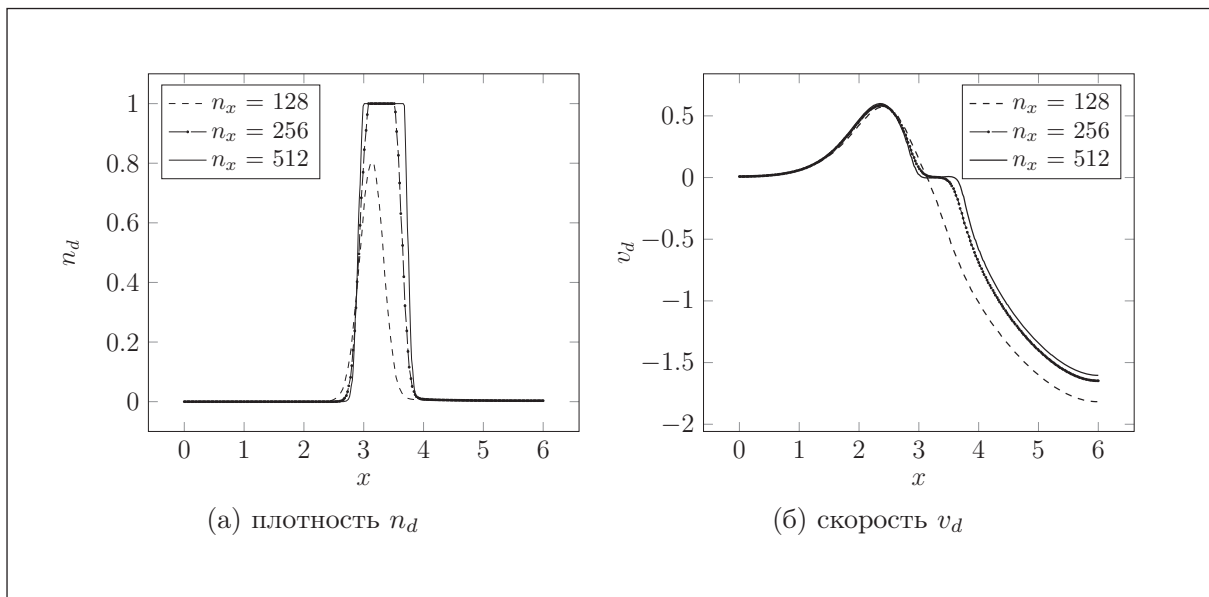 1
0.8
0.6
0.4
0.2
0
n_d
0 1 2 3 4 5 6
x
n_x = 128
n_x = 256
n_x = 512
(а) плотность n_d
0.5
0
−0.5
−1
−1.5
−2
v_d
0 1 2 3 4 5 6
x
n_x = 128
n_x = 256
n_x = 512
(б) скорость v_d